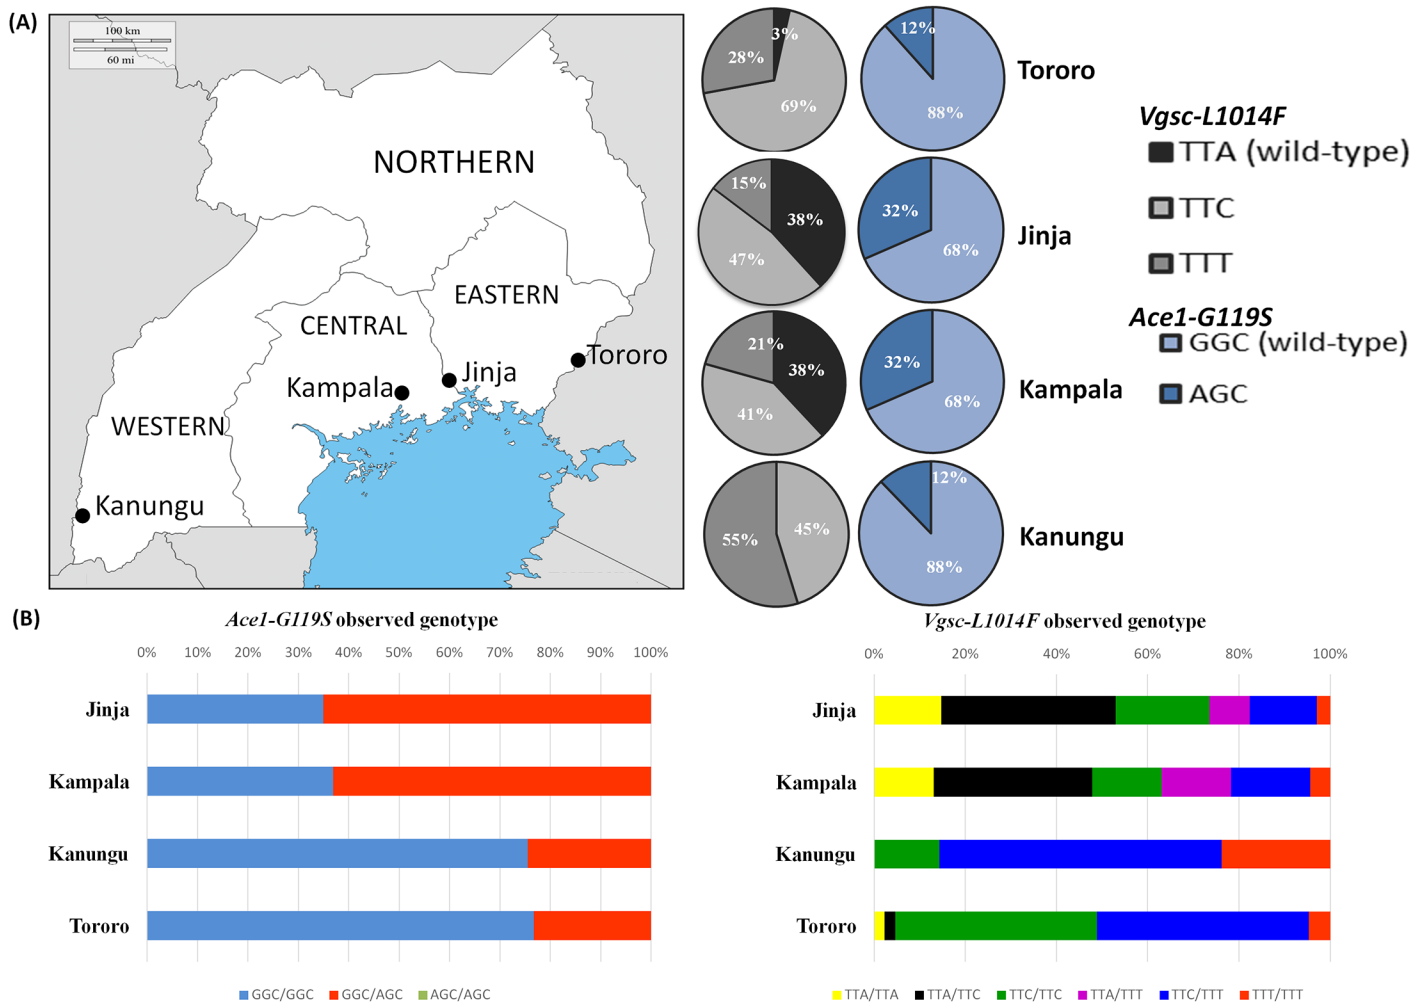 (A)
100 km
60 mi
NORTHERN
EASTERN
CENTRAL
WESTERN
Tororo
Jinja
Kampala
Kanungu
3%
28%
69%
12%
88%
Tororo
15%
38%
47%
32%
68%
Jinja
21%
38%
41%
32%
68%
Kampala
55%
45%
12%
88%
Kanungu
Vgsc-L1014F
TTA (wild-type)
TTC
TTT
Ace1-G119S
GGC (wild-type)
AGC
(B)
Ace1-G119S observed genotype
0% 10% 20% 30% 40% 50% 60% 70% 80% 90% 100%
Jinja
Kampala
Kanungu
Tororo
GGC/GGC GGC/AGC AGC/AGC
Vgsc-L1014F observed genotype
0% 20% 40% 60% 80% 100%
Jinja
Kampala
Kanungu
Tororo
TTA/TTA TTA/TTC TTC/TTC TTA/TTT TTC/TTT TTT/TTT